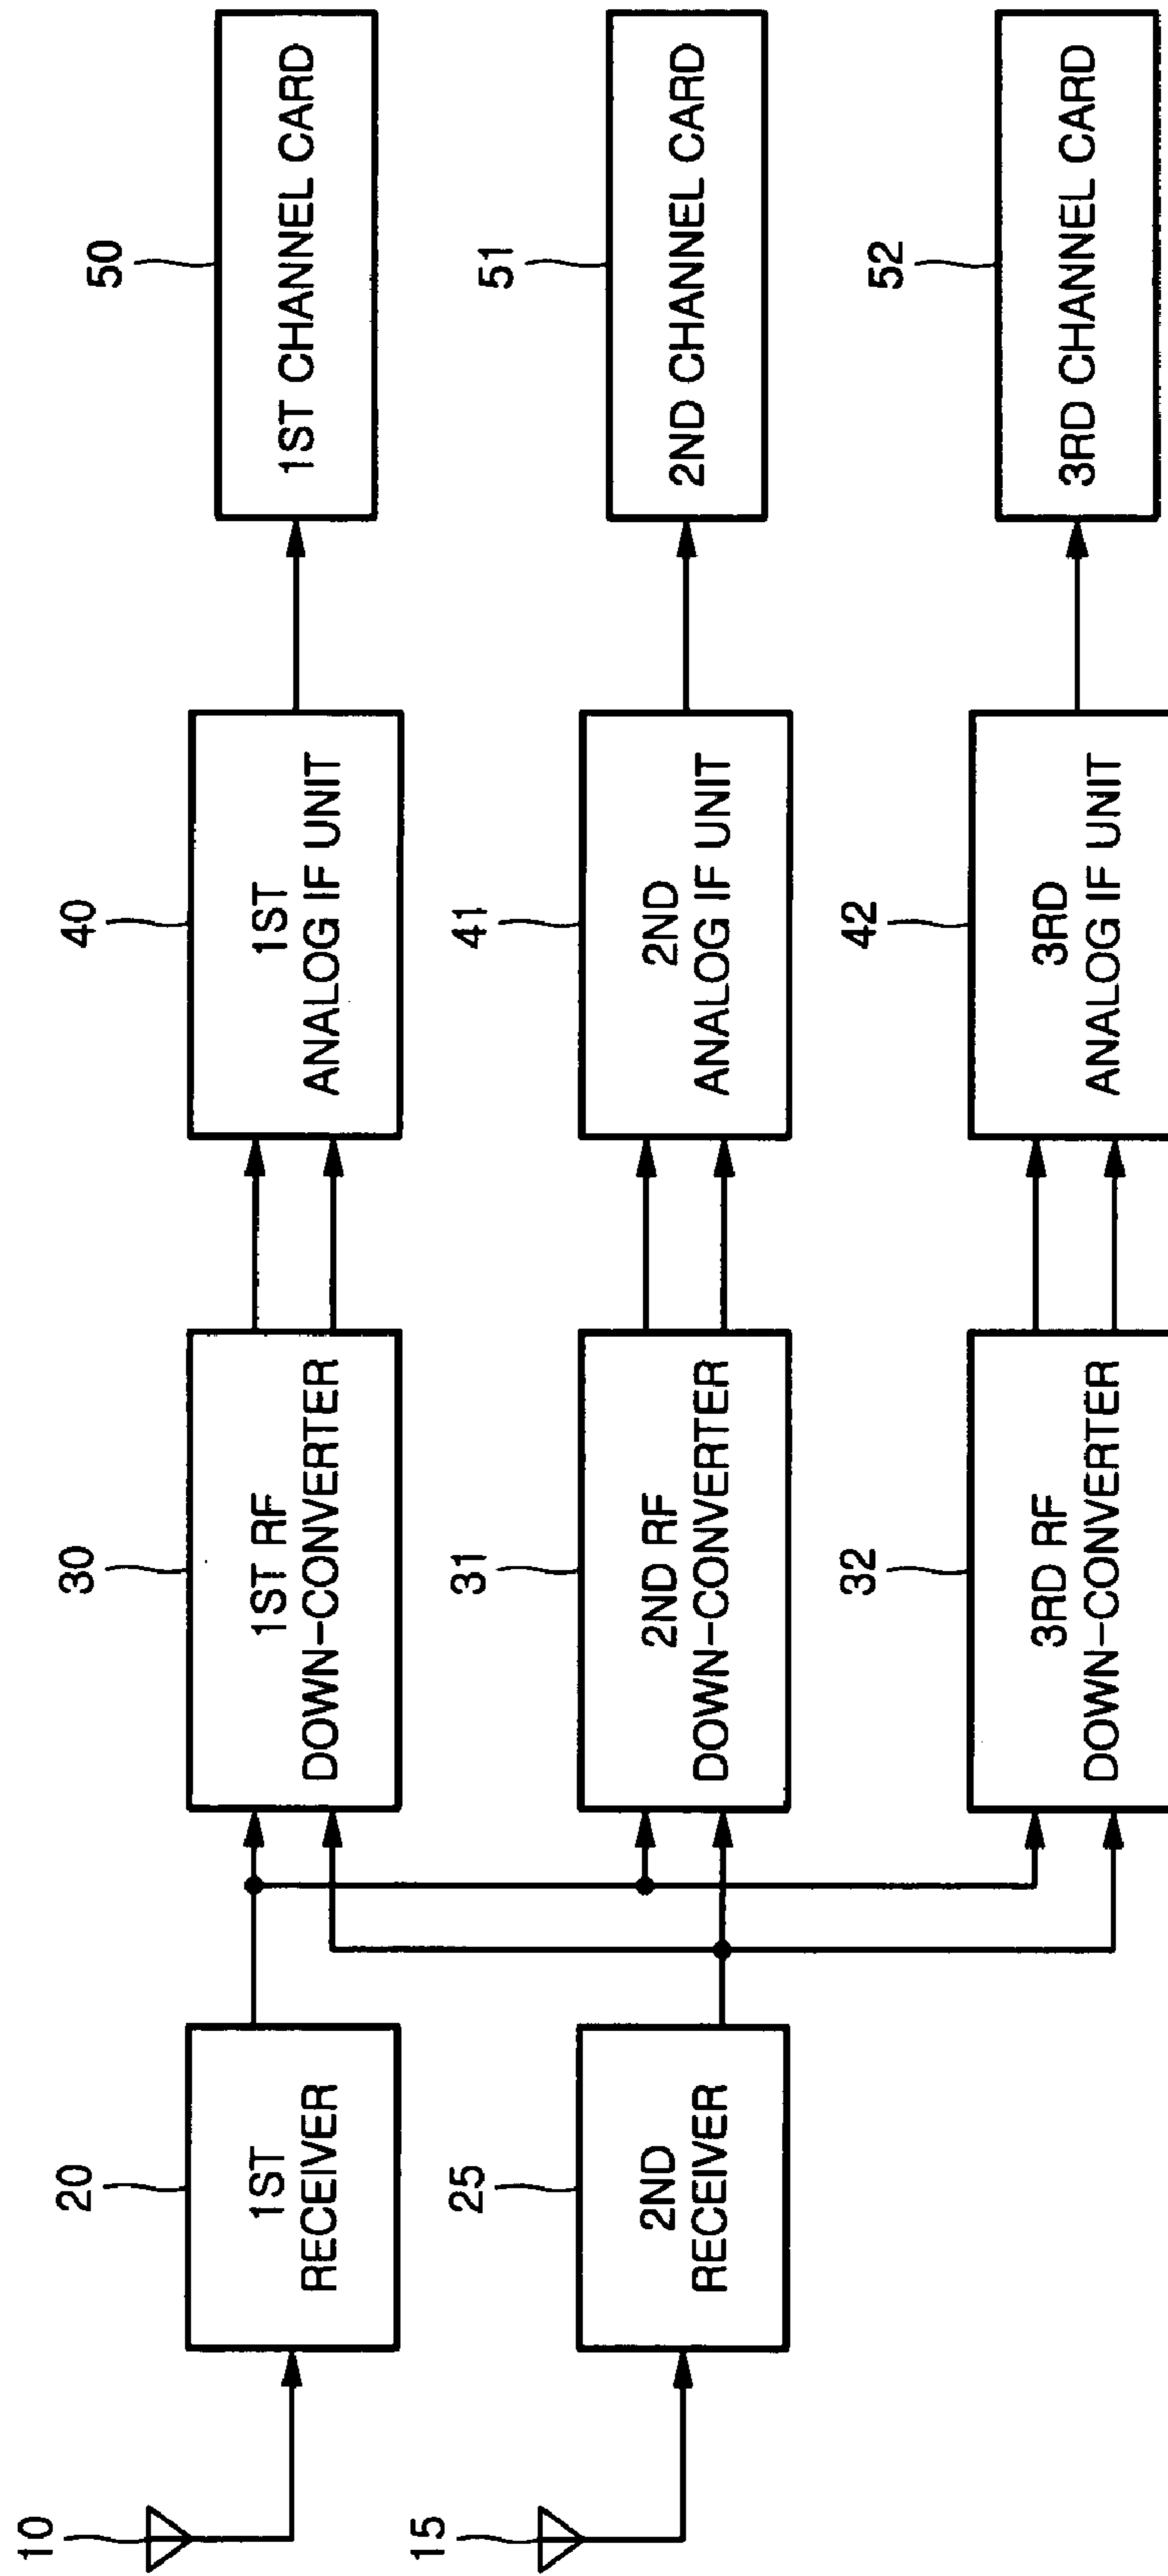 10
20
1ST
RECEIVER
30
1ST RF
DOWN-CONVERTER
40
1ST
ANALOG IF UNIT
50
1ST CHANNEL CARD
15
25
2ND
RECEIVER
31
2ND RF
DOWN-CONVERTER
41
2ND
ANALOG IF UNIT
51
2ND CHANNEL CARD
32
3RD RF
DOWN-CONVERTER
42
3RD
ANALOG IF UNIT
52
3RD CHANNEL CARD